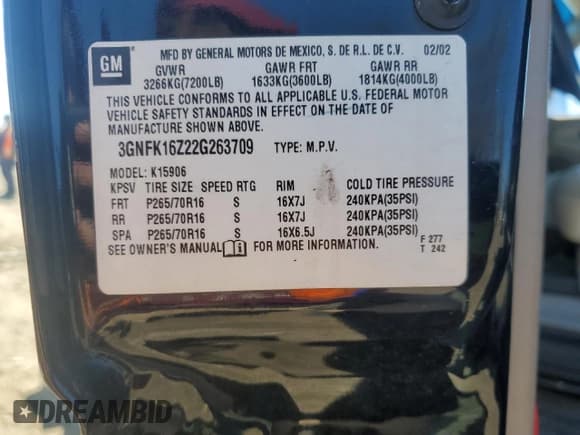 GM
MFD BY GENERAL MOTORS DE MEXICO, S. DE R.L. DE C.V. 02/02
GVWR GAWR FRT GAWR RR
3266KG(7200LB) 1633KG(3600LB) 1814KG(4000LB)
THIS VEHICLE CONFORMS TO ALL APPLICABLE U.S. FEDERAL MOTOR
VEHICLE SAFETY STANDARDS IN EFFECT ON THE DATE OF
MANUFACTURE SHOWN ABOVE.
3GNFK16Z22G263709 TYPE: M.P.V.
MODEL: K15906
KPSV TIRE SIZE SPEED RTG RIM COLD TIRE PRESSURE
FRT P265/70R16 S 16X7J 240KPA(35PSI)
RR P265/70R16 S 16X7J 240KPA(35PSI)
SPA P265/70R16 S 16X6.5J 240KPA(35PSI)
SEE OWNER'S MANUAL FOR MORE INFORMATION. F 277
T 242
DREAMBID